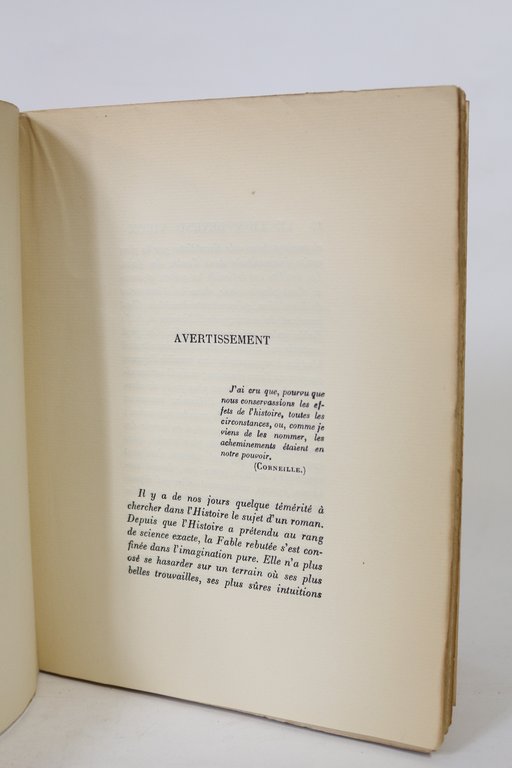 AVERTISSEMENT
J'ai cru que, pourvu que
nous conservassions les ef-
fets de l'histoire, toutes les
circonstances, ou, comme je
viens de les nommer, les
acheminements étaient en
notre pouvoir.
(CORNEILLE.)
Il y a de nos jours quelque témérité à
chercher dans l'Histoire le sujet d'un roman.
Depuis que l'Histoire a prétendu au rang
de science exacte, la Fable rebutée s'est con-
finée dans l'imagination pure. Elle n'a plus
osé se hasarder sur un terrain où ses plus
belles trouvailles, ses plus sûres intuitions